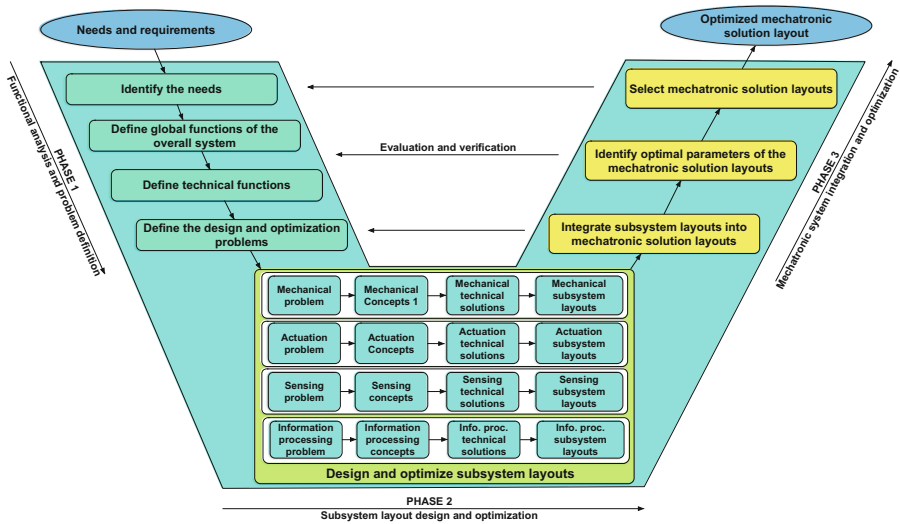 Needs and requirements
Optimized mechatronic
solution layout
PHASE 1
Functional analysis and problem definition
Identify the needs
Define global functions of the
overall system
Define technical functions
Define the design and optimization
problems
Evaluation and verification
Select mechatronic solution layouts
Identify optimal parameters of the
mechatronic solution layouts
Integrate subsystem layouts into
mechatronic solution layouts
PHASE 3
Mechatronic system integration and optimization
Mechanical
problem
Mechanical
Concepts 1
Mechanical
technical
solutions
Mechanical
subsystem
layouts
Actuation
problem
Actuation
Concepts
Actuation
technical
solutions
Actuation
subsystem
layouts
Sensing
problem
Sensing
concepts
Sensing
technical
solutions
Sensing
subsystem
layouts
Information
processing
problem
Information
processing
concepts
Info. proc.
technical
solutions
Info. proc.
subsystem
layouts
Design and optimize subsystem layouts
PHASE 2
Subsystem layout design and optimization